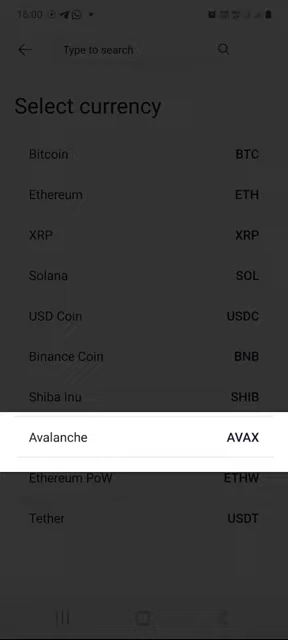 16:00
Type to search
Select currency
Bitcoin BTC
Ethereum ETH
XRP XRP
Solana SOL
USD Coin USDC
Binance Coin BNB
Shiba Inu SHIB
Avalanche AVAX
Ethereum PoW ETHW
Tether USDT